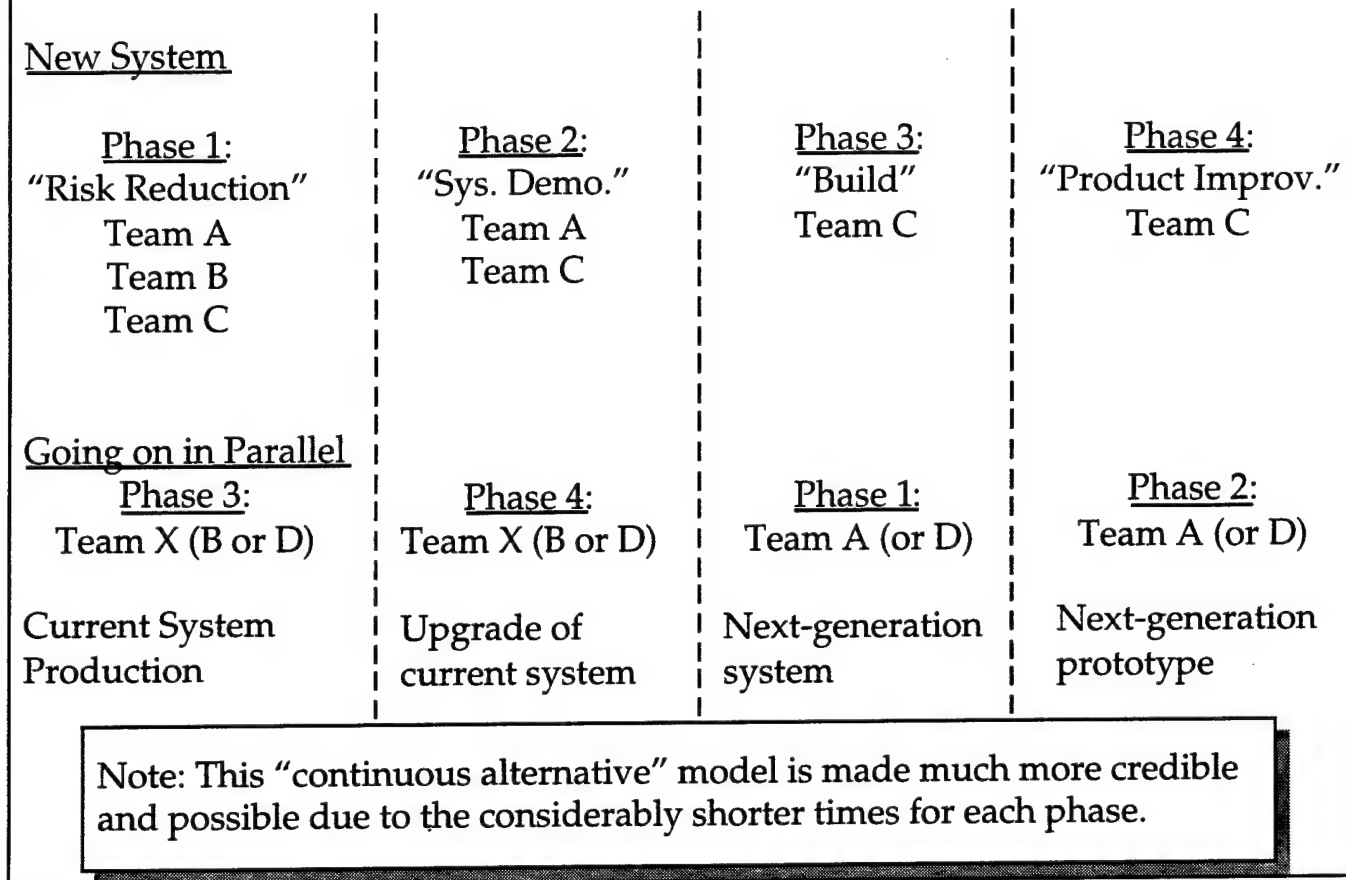 New System
Phase 1:
“Risk Reduction”
Team A
Team B
Team C
Phase 2:
“Sys. Demo.”
Team A
Team C
Phase 3:
“Build”
Team C
Phase 4:
“Product Improv.”
Team C
Going on in Parallel
Phase 3:
Team X (B or D)
Current System
Production
Phase 4:
Team X (B or D)
Upgrade of
current system
Phase 1:
Team A (or D)
Next-generation
system
Phase 2:
Team A (or D)
Next-generation
prototype
Note: This “continuous alternative” model is made much more credible
and possible due to the considerably shorter times for each phase.